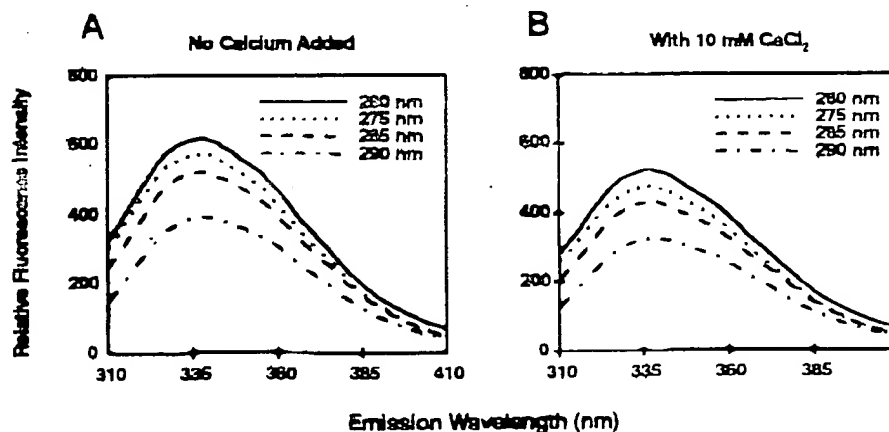 A
No Calcium Added
Relative Fluorescence Intensity
800
600
400
200
0
280 nm
275 nm
285 nm
290 nm
310 335 360 385 410
B
With 10 mM CaCl₂
800
600
400
200
0
280 nm
275 nm
285 nm
290 nm
310 335 360 385
Emission Wavelength (nm)